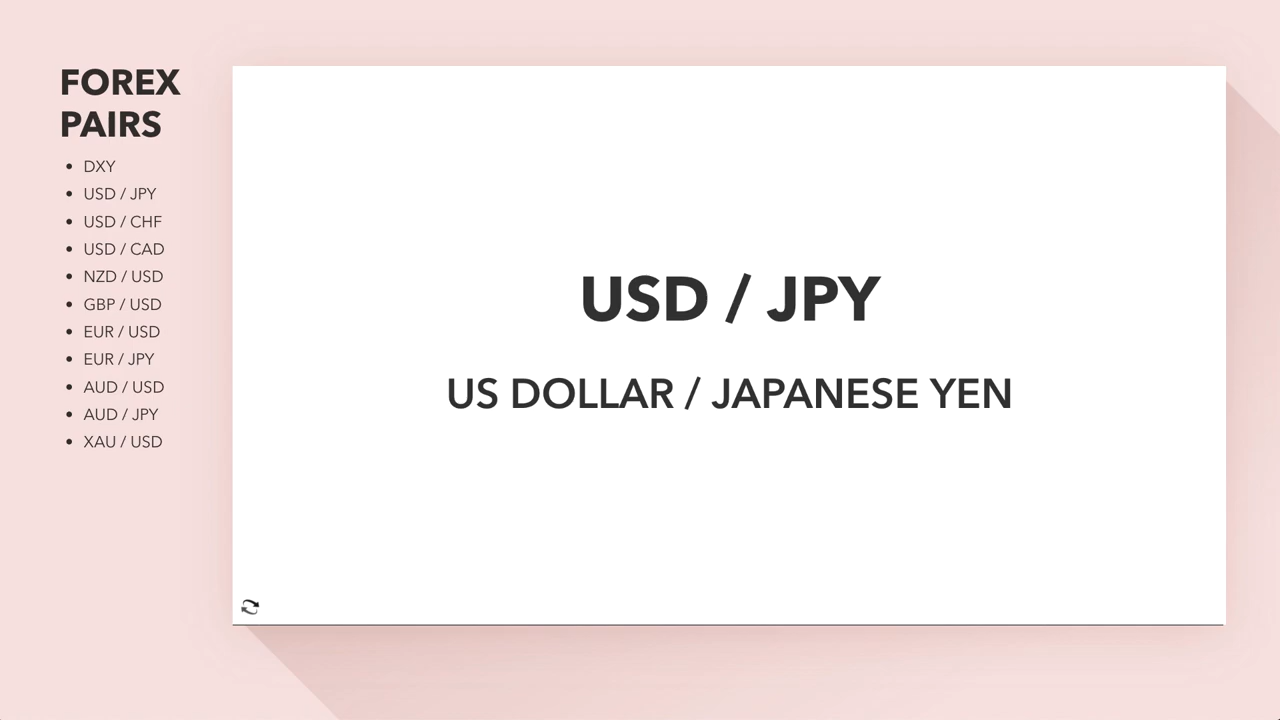 FOREX
PAIRS
• DXY
• USD / JPY
• USD / CHF
• USD / CAD
• NZD / USD
• GBP / USD
• EUR / USD
• EUR / JPY
• AUD / USD
• AUD / JPY
• XAU / USD
USD / JPY
US DOLLAR / JAPANESE YEN